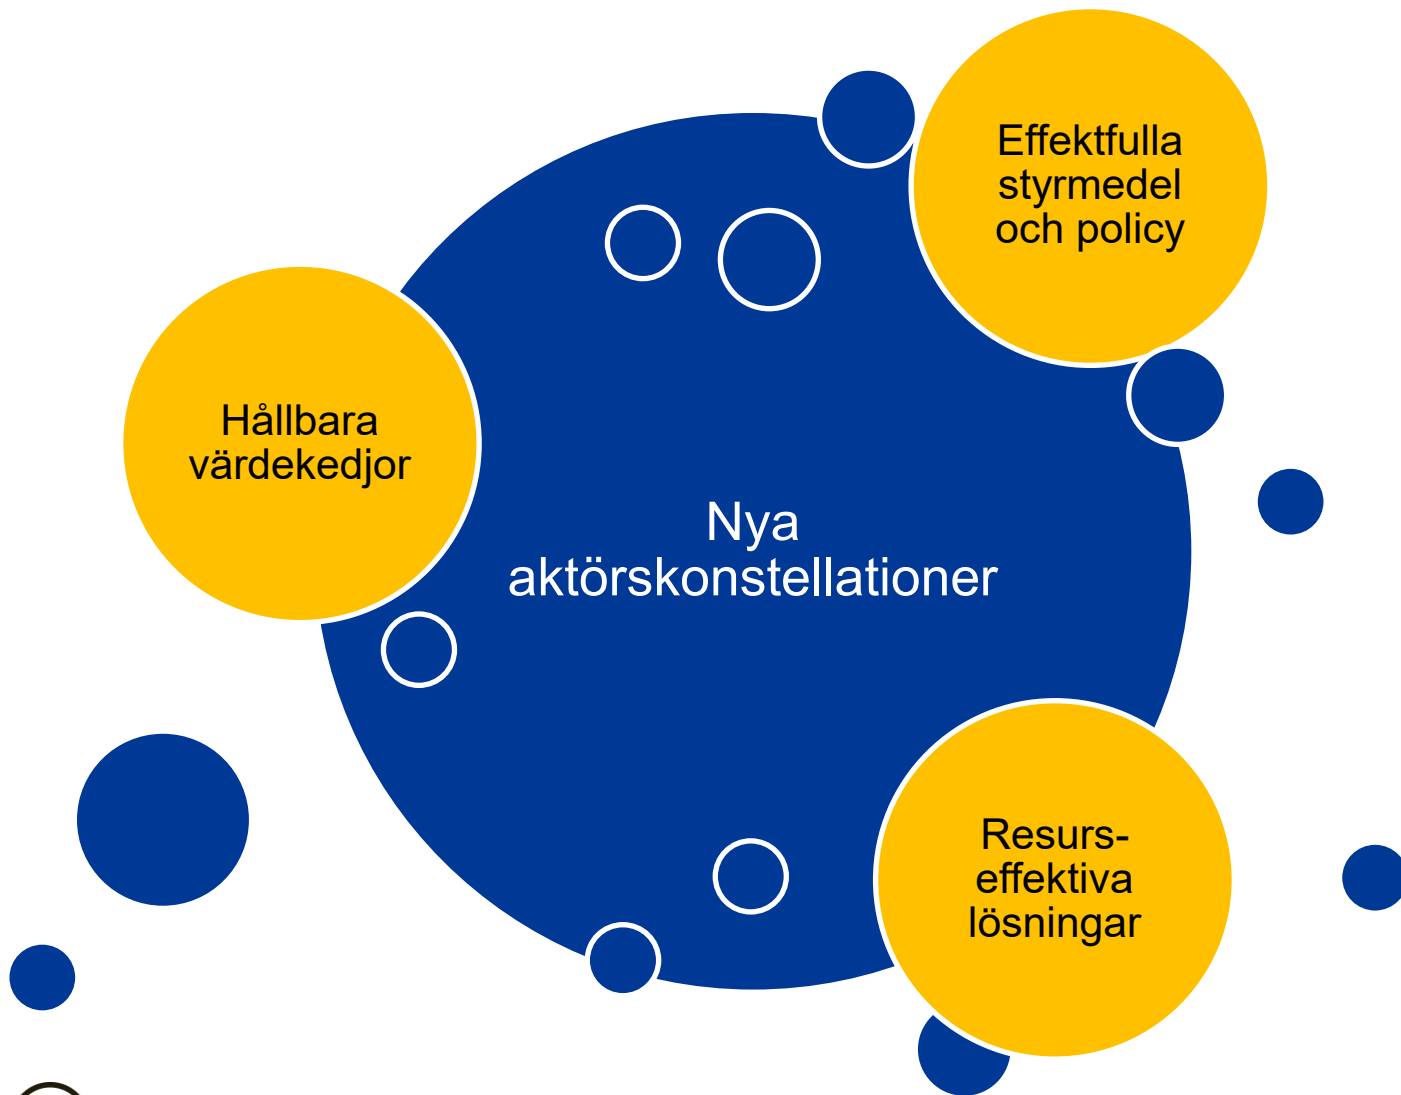 Effektfulla
styrmedel
och policy
Hållbara
värdekedjor
Nya
aktörskonstellationer
Resurs-
effektiva
lösningar